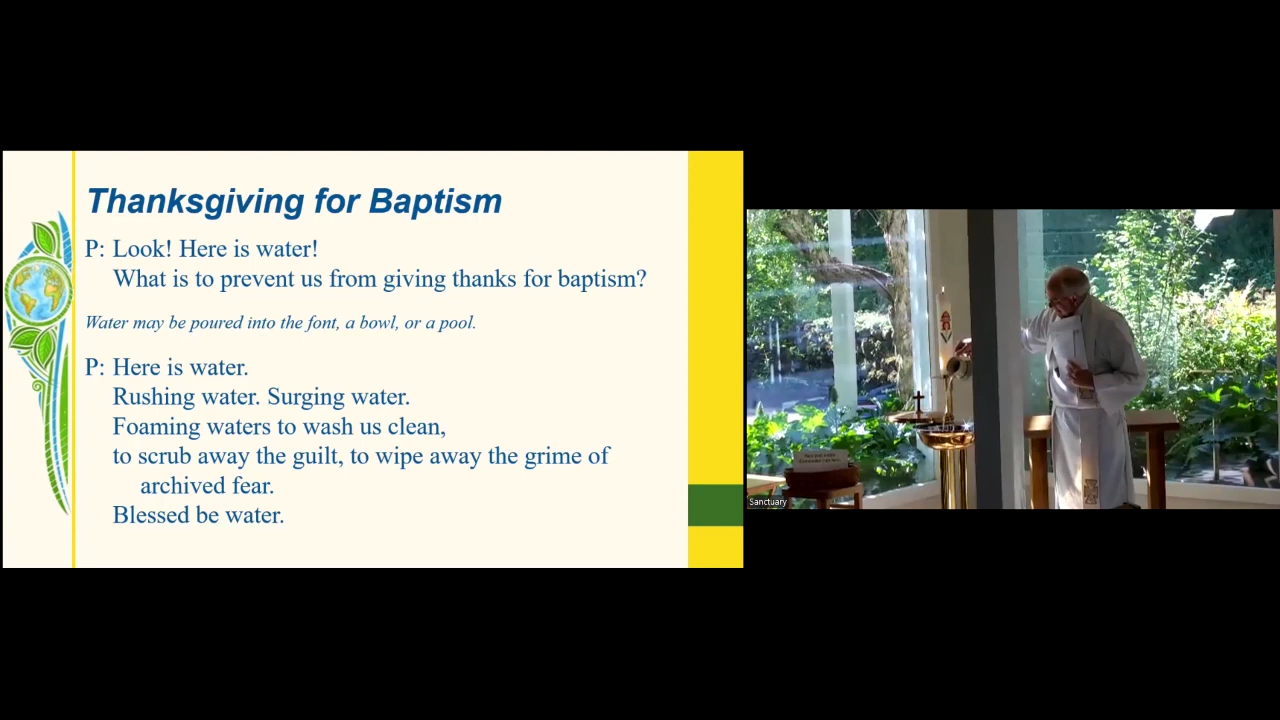 Thanksgiving for Baptism
P: Look! Here is water!
What is to prevent us from giving thanks for baptism?
Water may be poured into the font, a bowl, or a pool.
P: Here is water.
Rushing water. Surging water.
Foaming waters to wash us clean,
to scrub away the guilt, to wipe away the grime of
archived fear.
Blessed be water.
Sanctuary